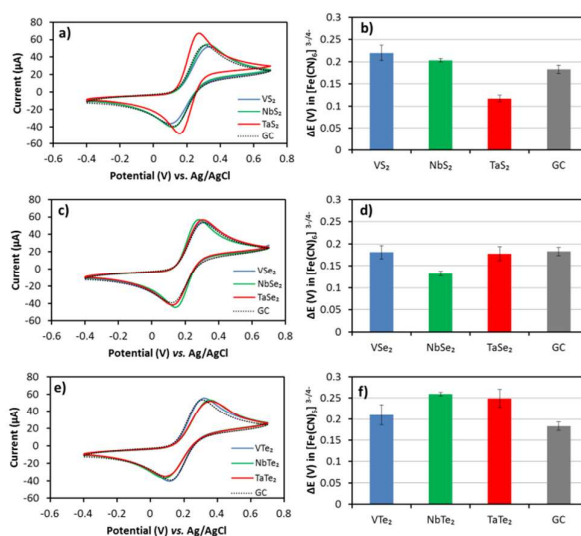 a)
Current (µA)
80
60
40
20
0
-20
-40
-60
-0.6 -0.4 -0.2 0 0.2 0.4 0.6 0.8
Potential (V) vs. Ag/AgCl
VS₂
NbS₂
TaS₂
GC
b)
ΔE (V) in [Fe(CN)₆] ³⁻/⁴⁻
0.3
0.25
0.2
0.15
0.1
0.05
0
VS₂ NbS₂ TaS₂ GC
c)
Current (µA)
80
60
40
20
0
-20
-40
-60
-0.6 -0.4 -0.2 0 0.2 0.4 0.6 0.8
Potential (V) vs. Ag/AgCl
VSe₂
NbSe₂
TaSe₂
GC
d)
ΔE (V) in [Fe(CN)₆] ³⁻/⁴⁻
0.3
0.25
0.2
0.15
0.1
0.05
0
VSe₂ NbSe₂ TaSe₂ GC
e)
Current (µA)
80
60
40
20
0
-20
-40
-60
-0.6 -0.4 -0.2 0 0.2 0.4 0.6 0.8
Potential (V) vs. Ag/AgCl
VTe₂
NbTe₂
TaTe₂
GC
f)
ΔE (V) in [Fe(CN)₆] ³⁻/⁴⁻
0.3
0.25
0.2
0.15
0.1
0.05
0
VTe₂ NbTe₂ TaTe₂ GC